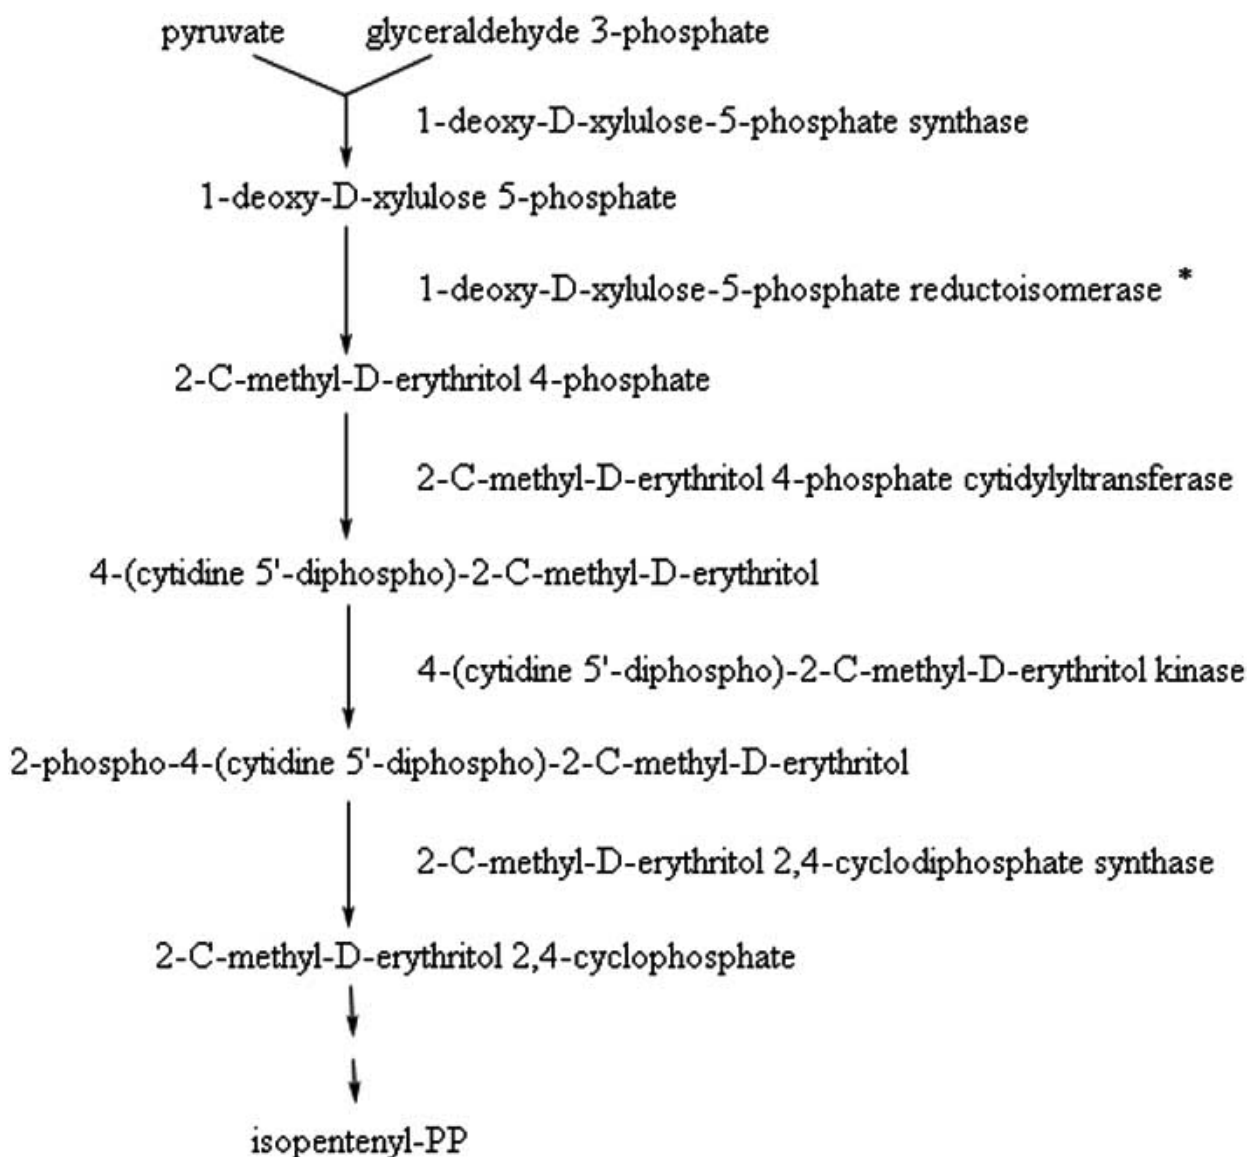 pyruvate glyceraldehyde 3-phosphate
1-deoxy-D-xylulose-5-phosphate synthase
1-deoxy-D-xylulose 5-phosphate
1-deoxy-D-xylulose-5-phosphate reductoisomerase *
2-C-methyl-D-erythritol 4-phosphate
2-C-methyl-D-erythritol 4-phosphate cytidylyltransferase
4-(cytidine 5'-diphospho)-2-C-methyl-D-erythritol
4-(cytidine 5'-diphospho)-2-C-methyl-D-erythritol kinase
2-phospho-4-(cytidine 5'-diphospho)-2-C-methyl-D-erythritol
2-C-methyl-D-erythritol 2,4-cyclodiphosphate synthase
2-C-methyl-D-erythritol 2,4-cyclophosphate
isopentenyl-PP